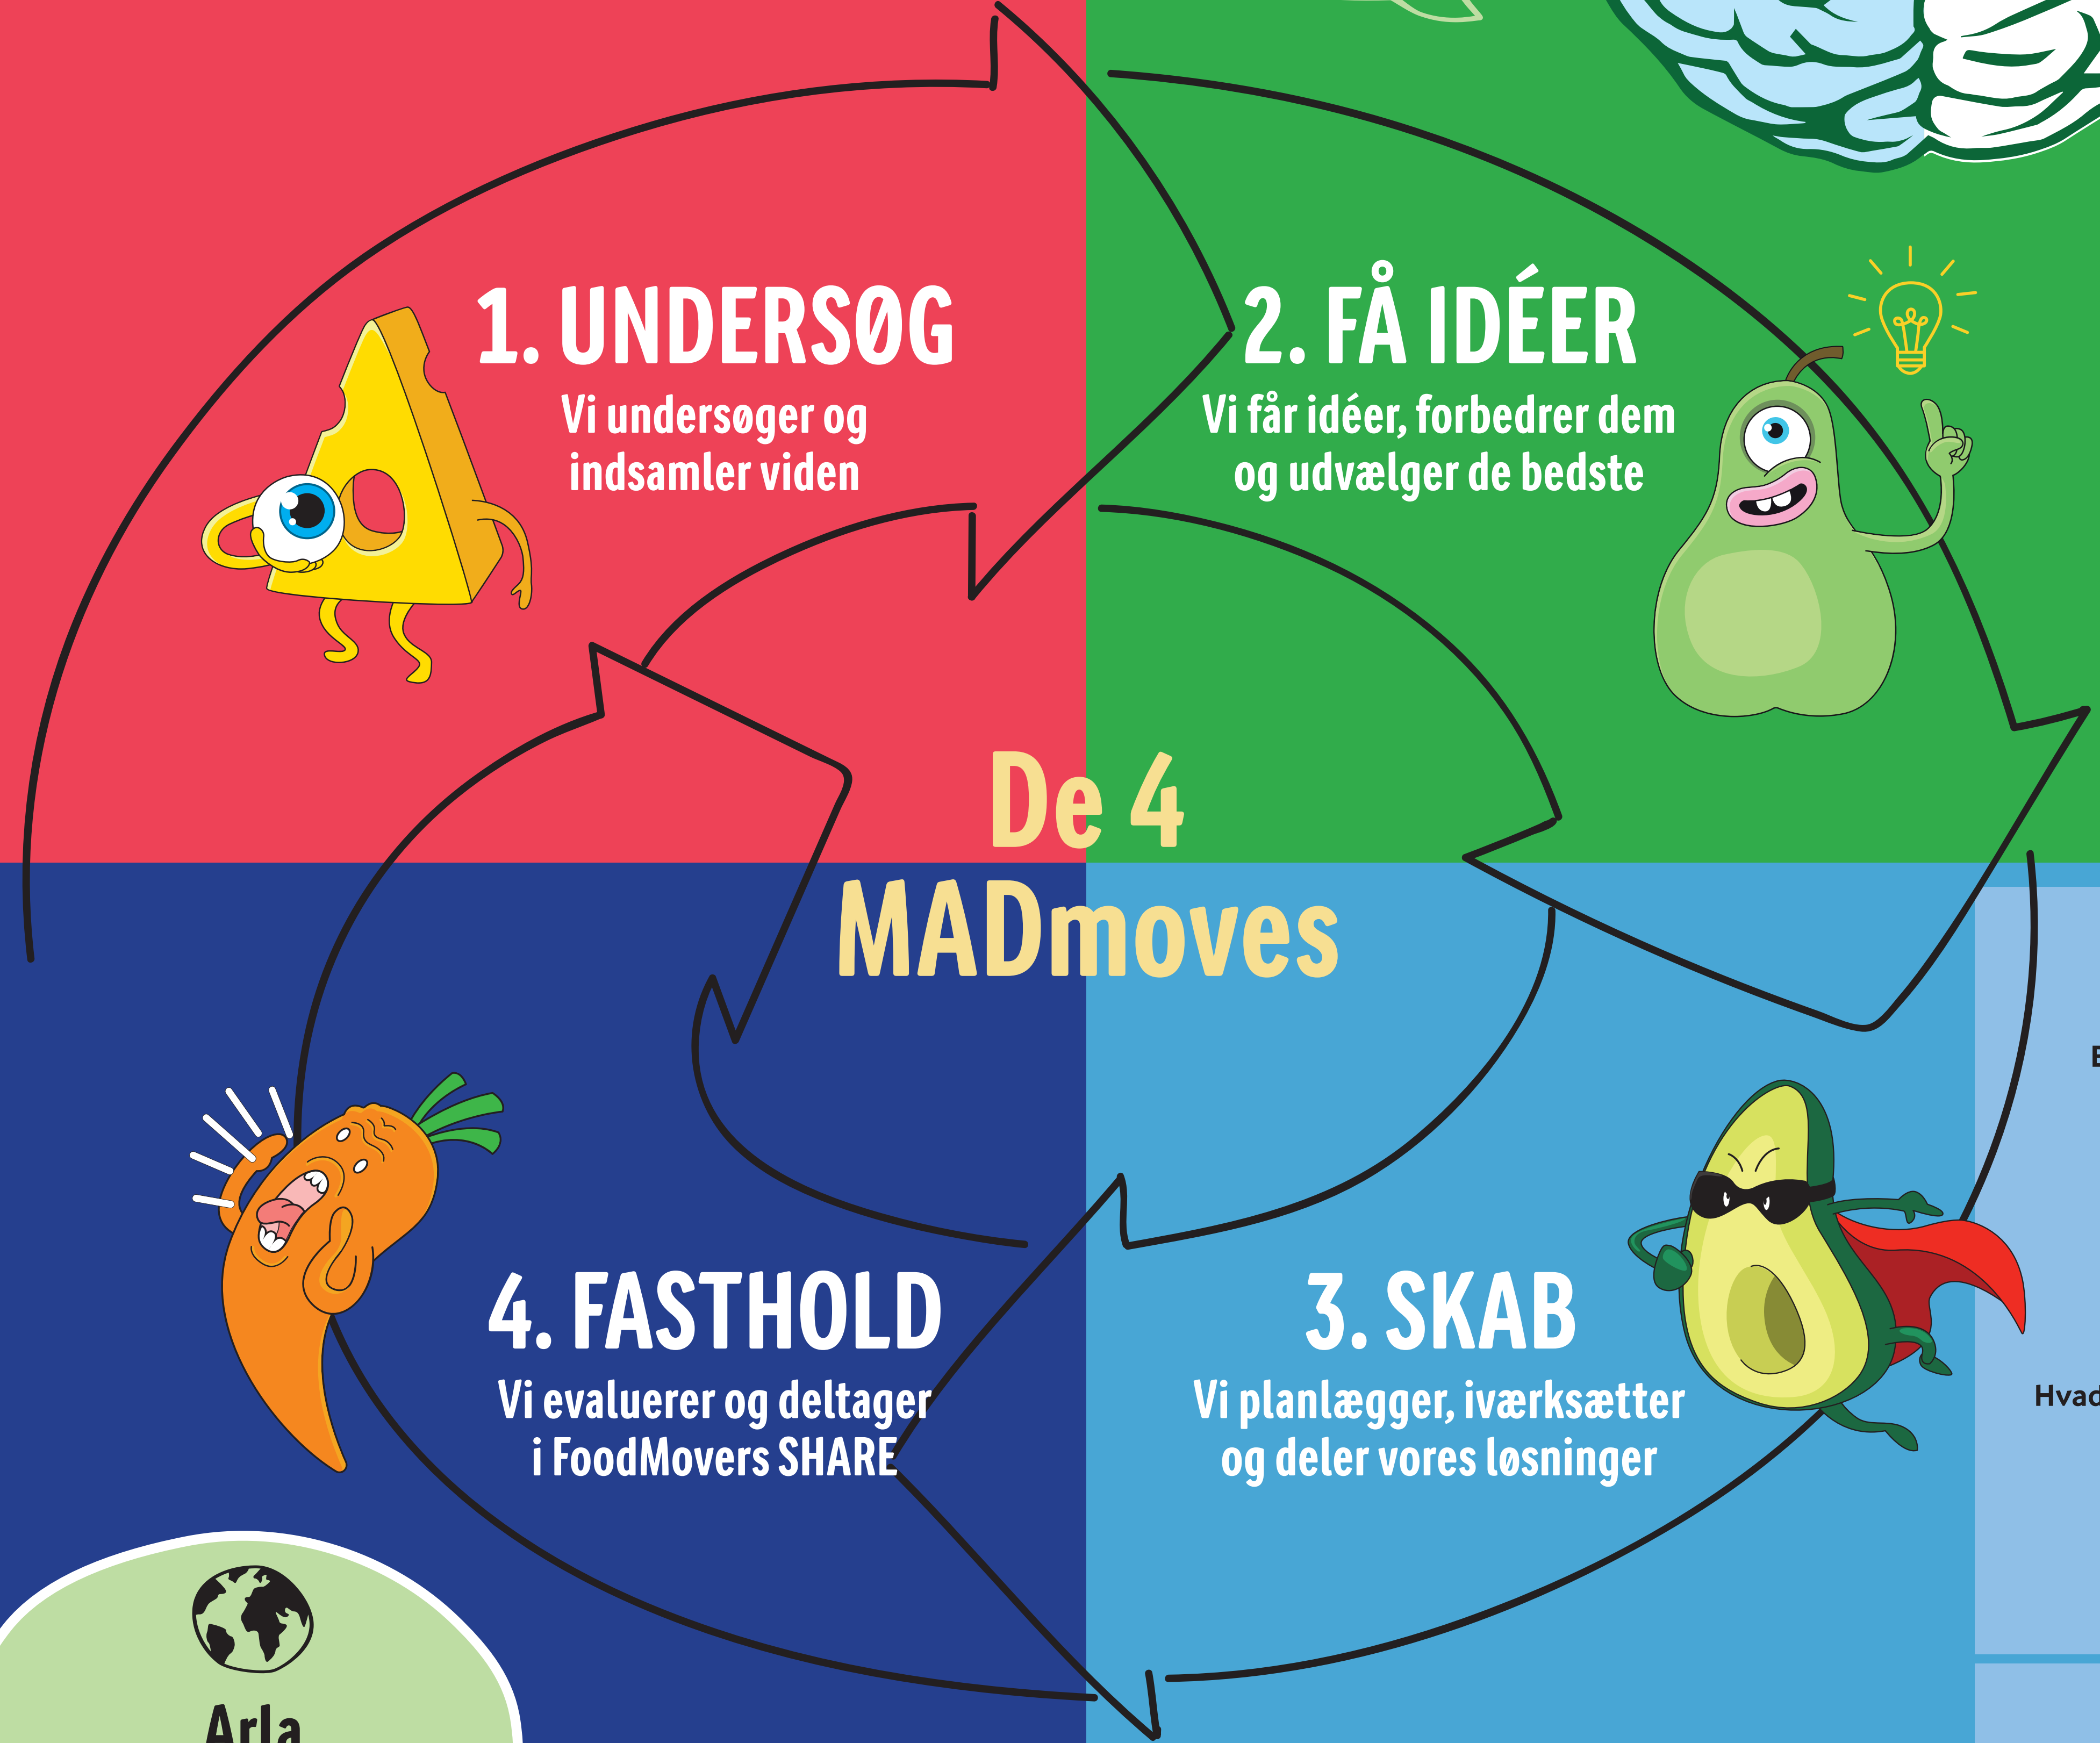 1. UNDERSØG
Vi undersøger og
indsamler viden
2. FÅ IDÉER
Vi får idéer, forbedrer dem
og udvælger de bedste
De 4
MADmoves
4. FASTHOLD
Vi evaluerer og deltager
i FoodMovers SHARE
3. SKAB
Vi planlægger, iværksætter
og deler vores løsninger
Hvad
Arla